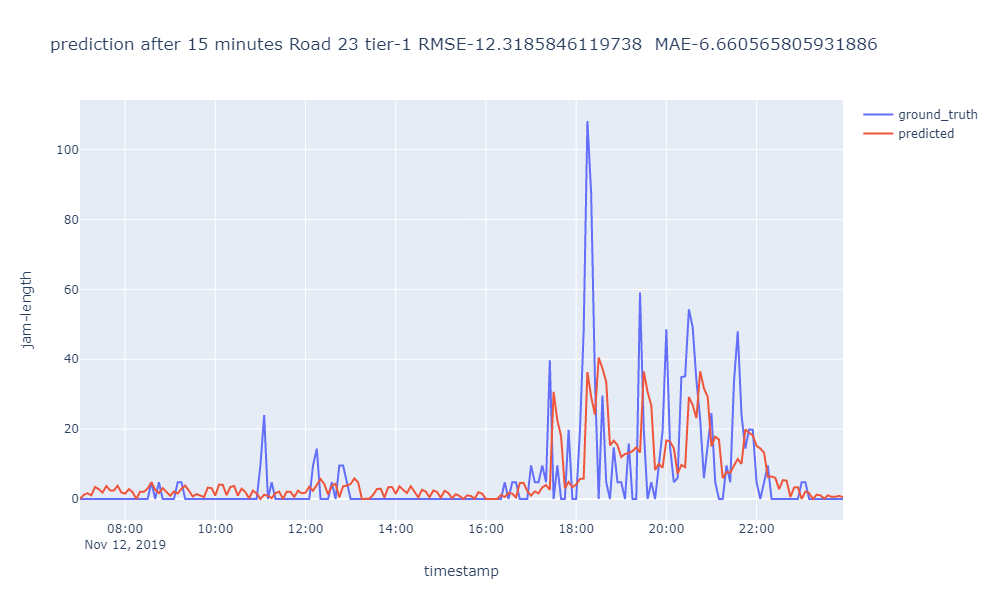 prediction after 15 minutes Road 23 tier-1 RMSE-12.3185846119738  MAE-6.660565805931886
ground_truth
predicted
100
80
60
40
20
0
jam-length
08:00 10:00 12:00 14:00 16:00 18:00 20:00 22:00
Nov 12, 2019
timestamp